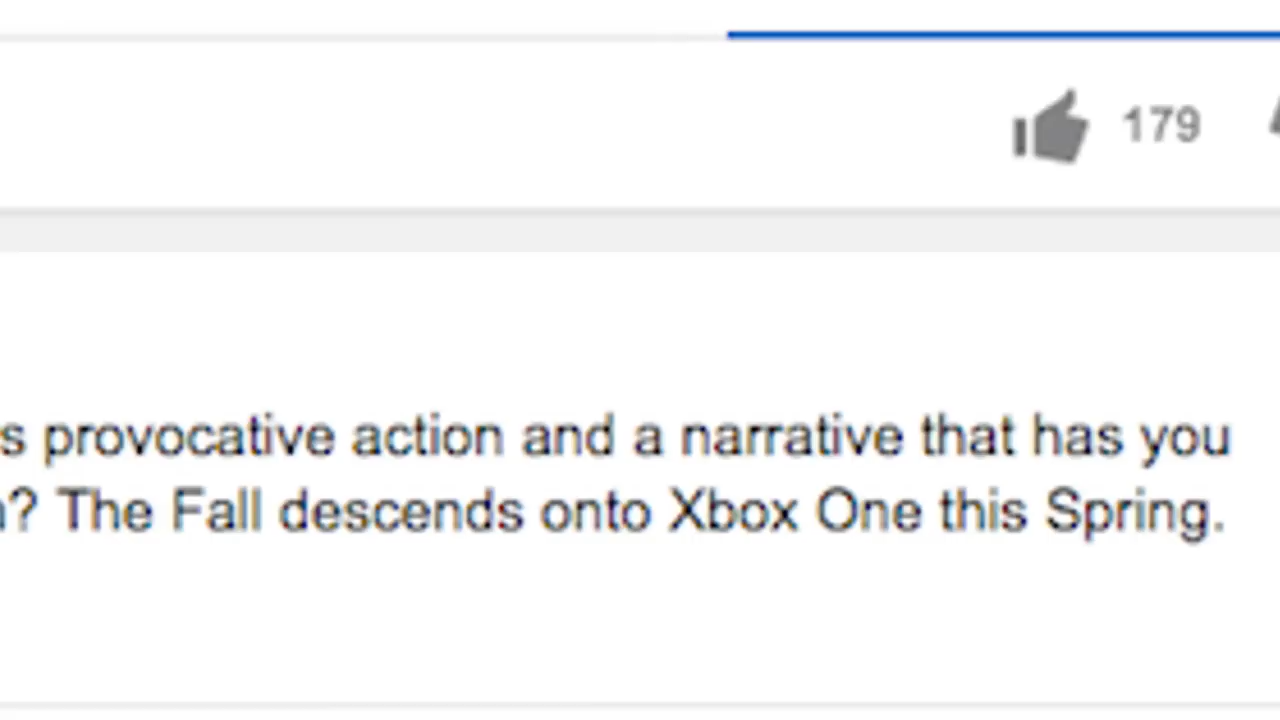 179
s provocative action and a narrative that has you
? The Fall descends onto Xbox One this Spring.